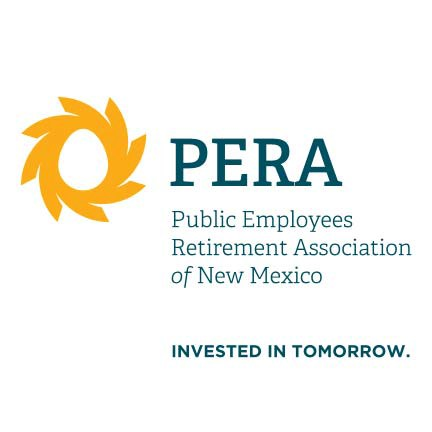 PERA
Public Employees
Retirement Association
of New Mexico
INVESTED IN TOMORROW.